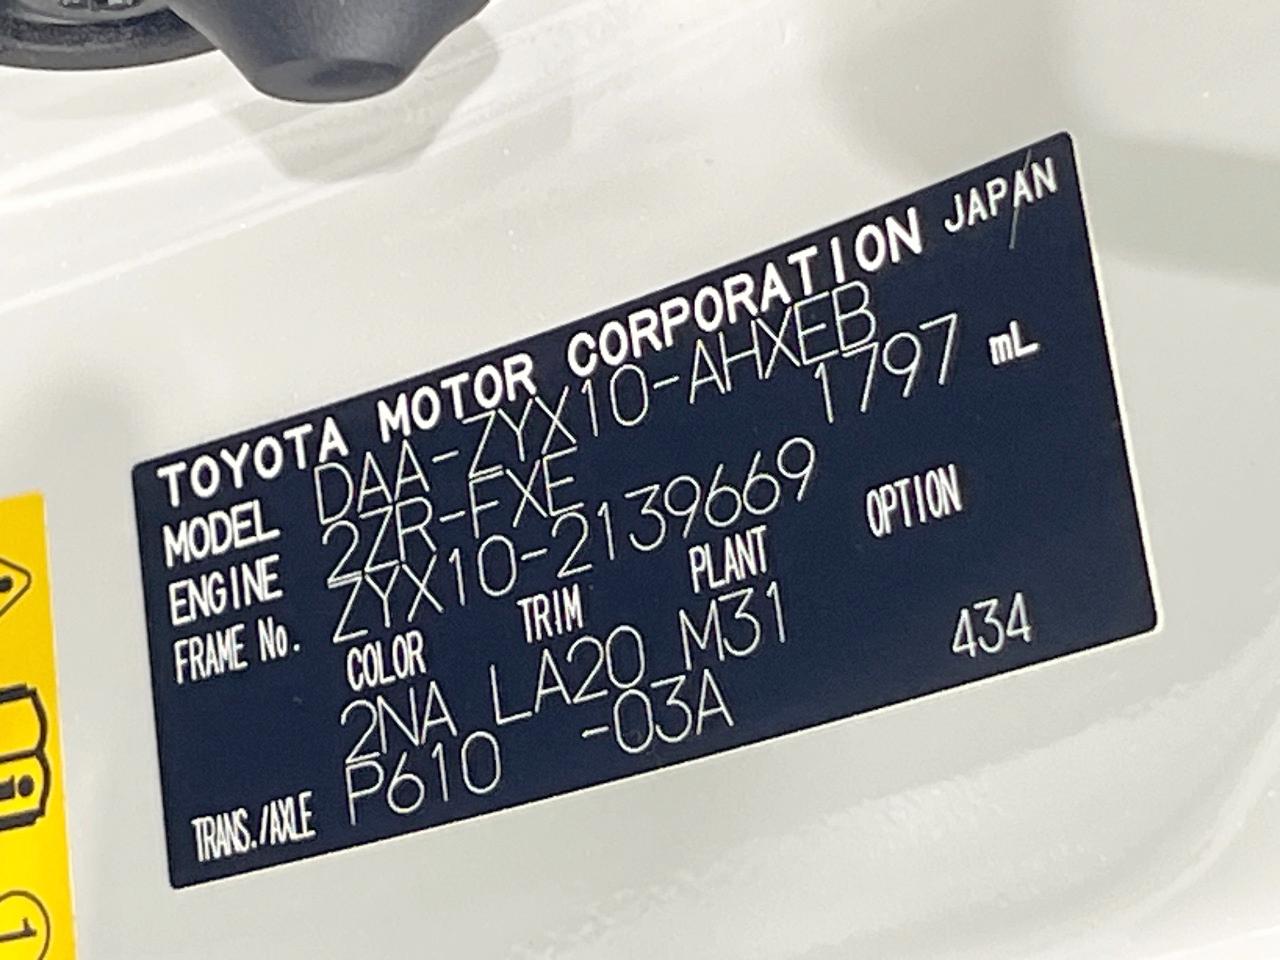 TOYOTA MOTOR CORPORATION JAPAN
MODEL DAA-ZYX10-AHXEB
ENGINE 2ZR-FXE 1797 mL
FRAME No. ZYX10-2139669
COLOR TRIM PLANT OPTION
2NA LA20 M31
TRANS./AXLE P610 -03A 434
1